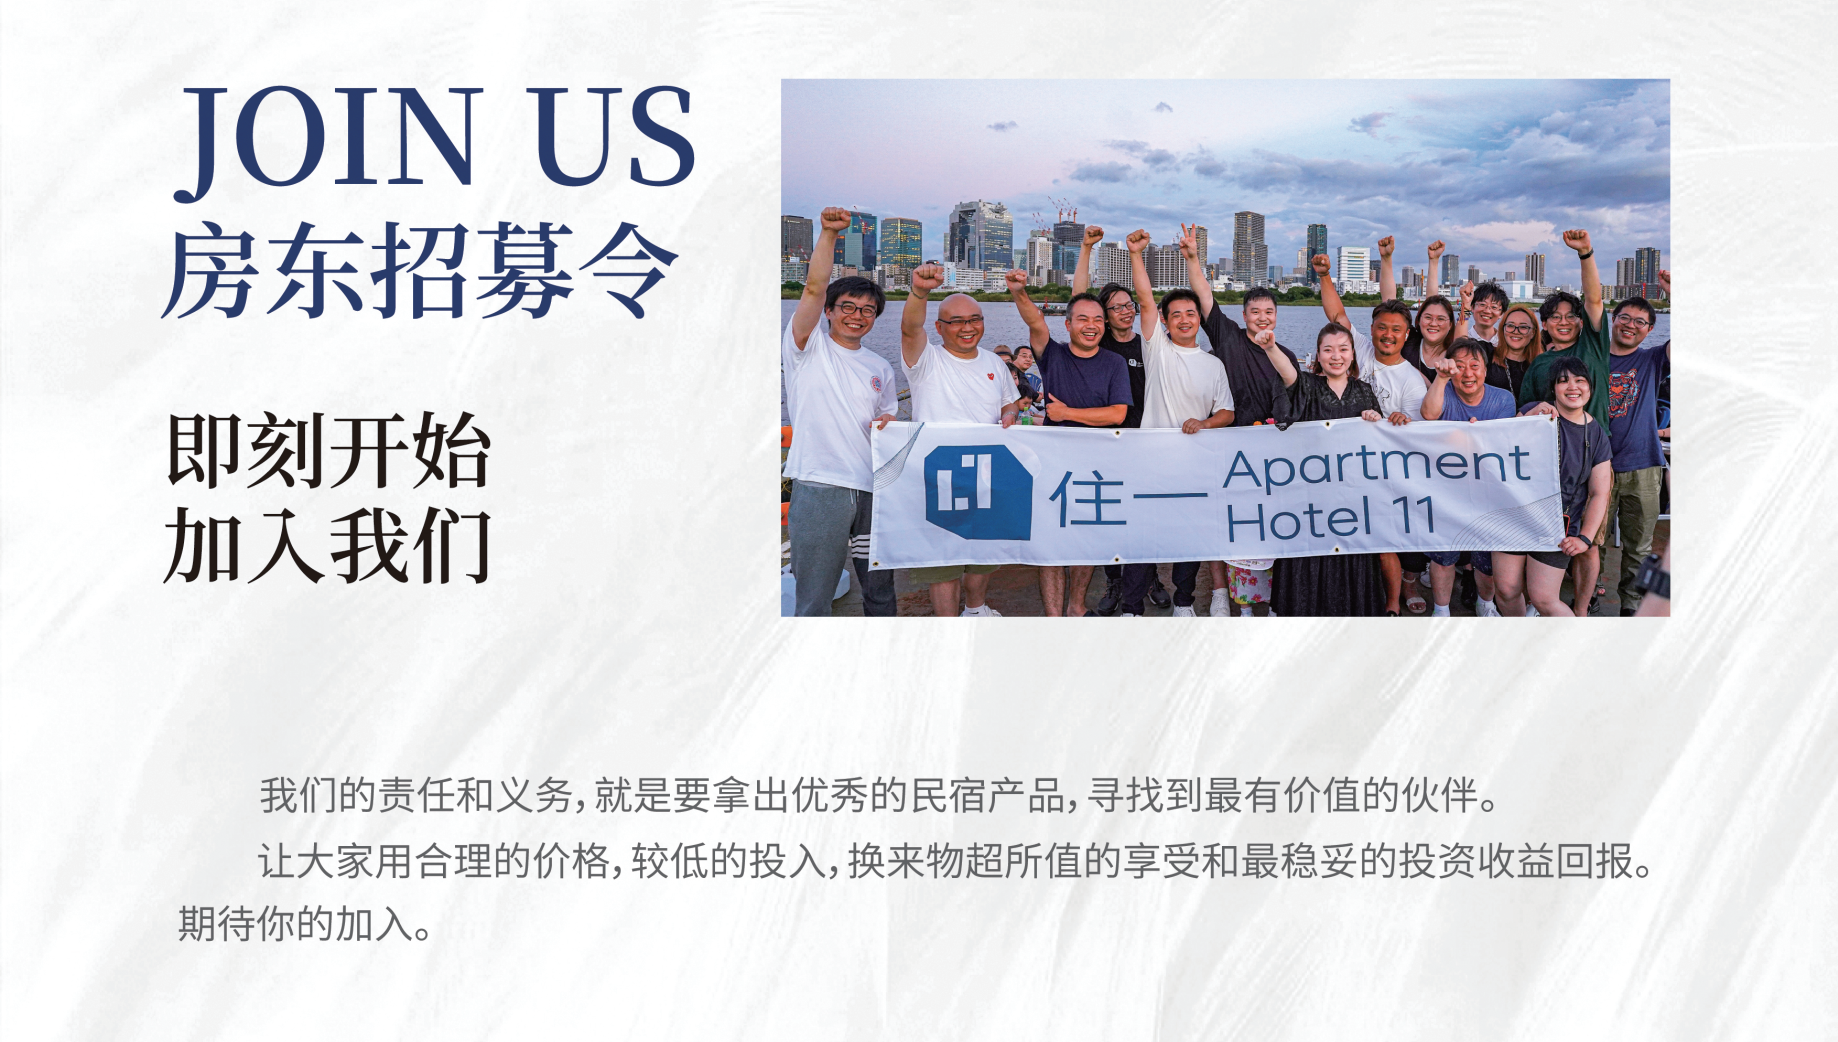 JOIN US
房东招募令
即刻开始
加入我们
住一
Apartment
Hotel 11
我们的责任和义务，就是要拿出优秀的民宿产品，寻找到最有价值的伙伴。
让大家用合理的价格，较低的投入，换来物超所值的享受和最稳妥的投资收益回报。
期待你的加入。